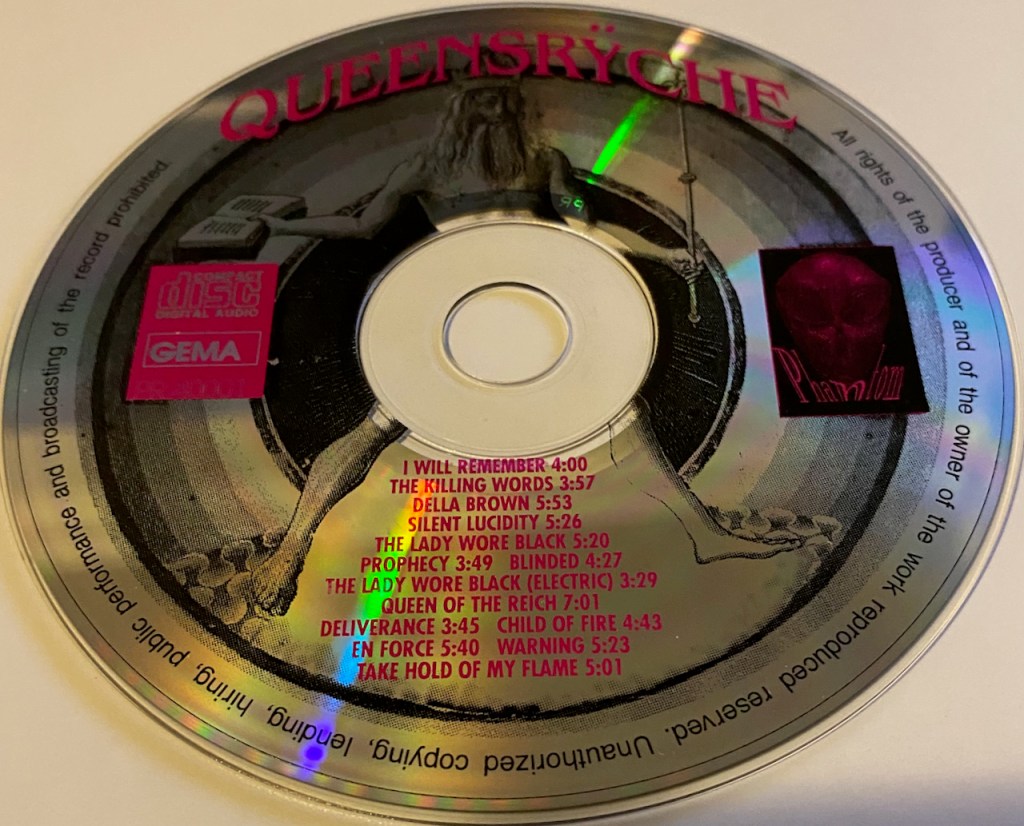 QUEENSRŸCHE
COMPACT
disc
DIGITAL AUDIO
GEMA
Phantom
I WILL REMEMBER 4:00
THE KILLING WORDS 3:57
DELLA BROWN 5:53
SILENT LUCIDITY 5:26
THE LADY WORE BLACK 5:20
PROPHECY 3:49 BLINDED 4:27
THE LADY WORE BLACK (ELECTRIC) 3:29
QUEEN OF THE REICH 7:01
DELIVERANCE 3:45 CHILD OF FIRE 4:43
EN FORCE 5:40 WARNING 5:23
TAKE HOLD OF MY FLAME 5:01
All rights of the producer and of the owner of the work reproduced reserved. Unauthorized copying, lending, hiring, public performance and broadcasting of the record prohibited.